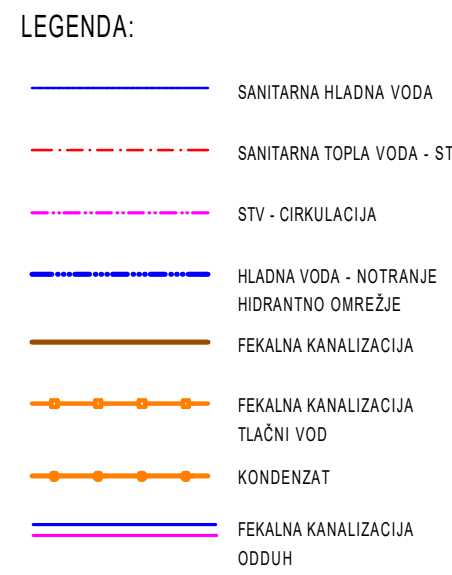 LEGENDA:
SANITARNA HLADNA VODA
SANITARNA TOPLA VODA - ST
STV - CIRKULACIJA
HLADNA VODA - NOTRANJE
HIDRANTNO OMREŽJE
FEKALNA KANALIZACIJA
FEKALNA KANALIZACIJA
TLAČNI VOD
KONDENZAT
FEKALNA KANALIZACIJA
ODDUH